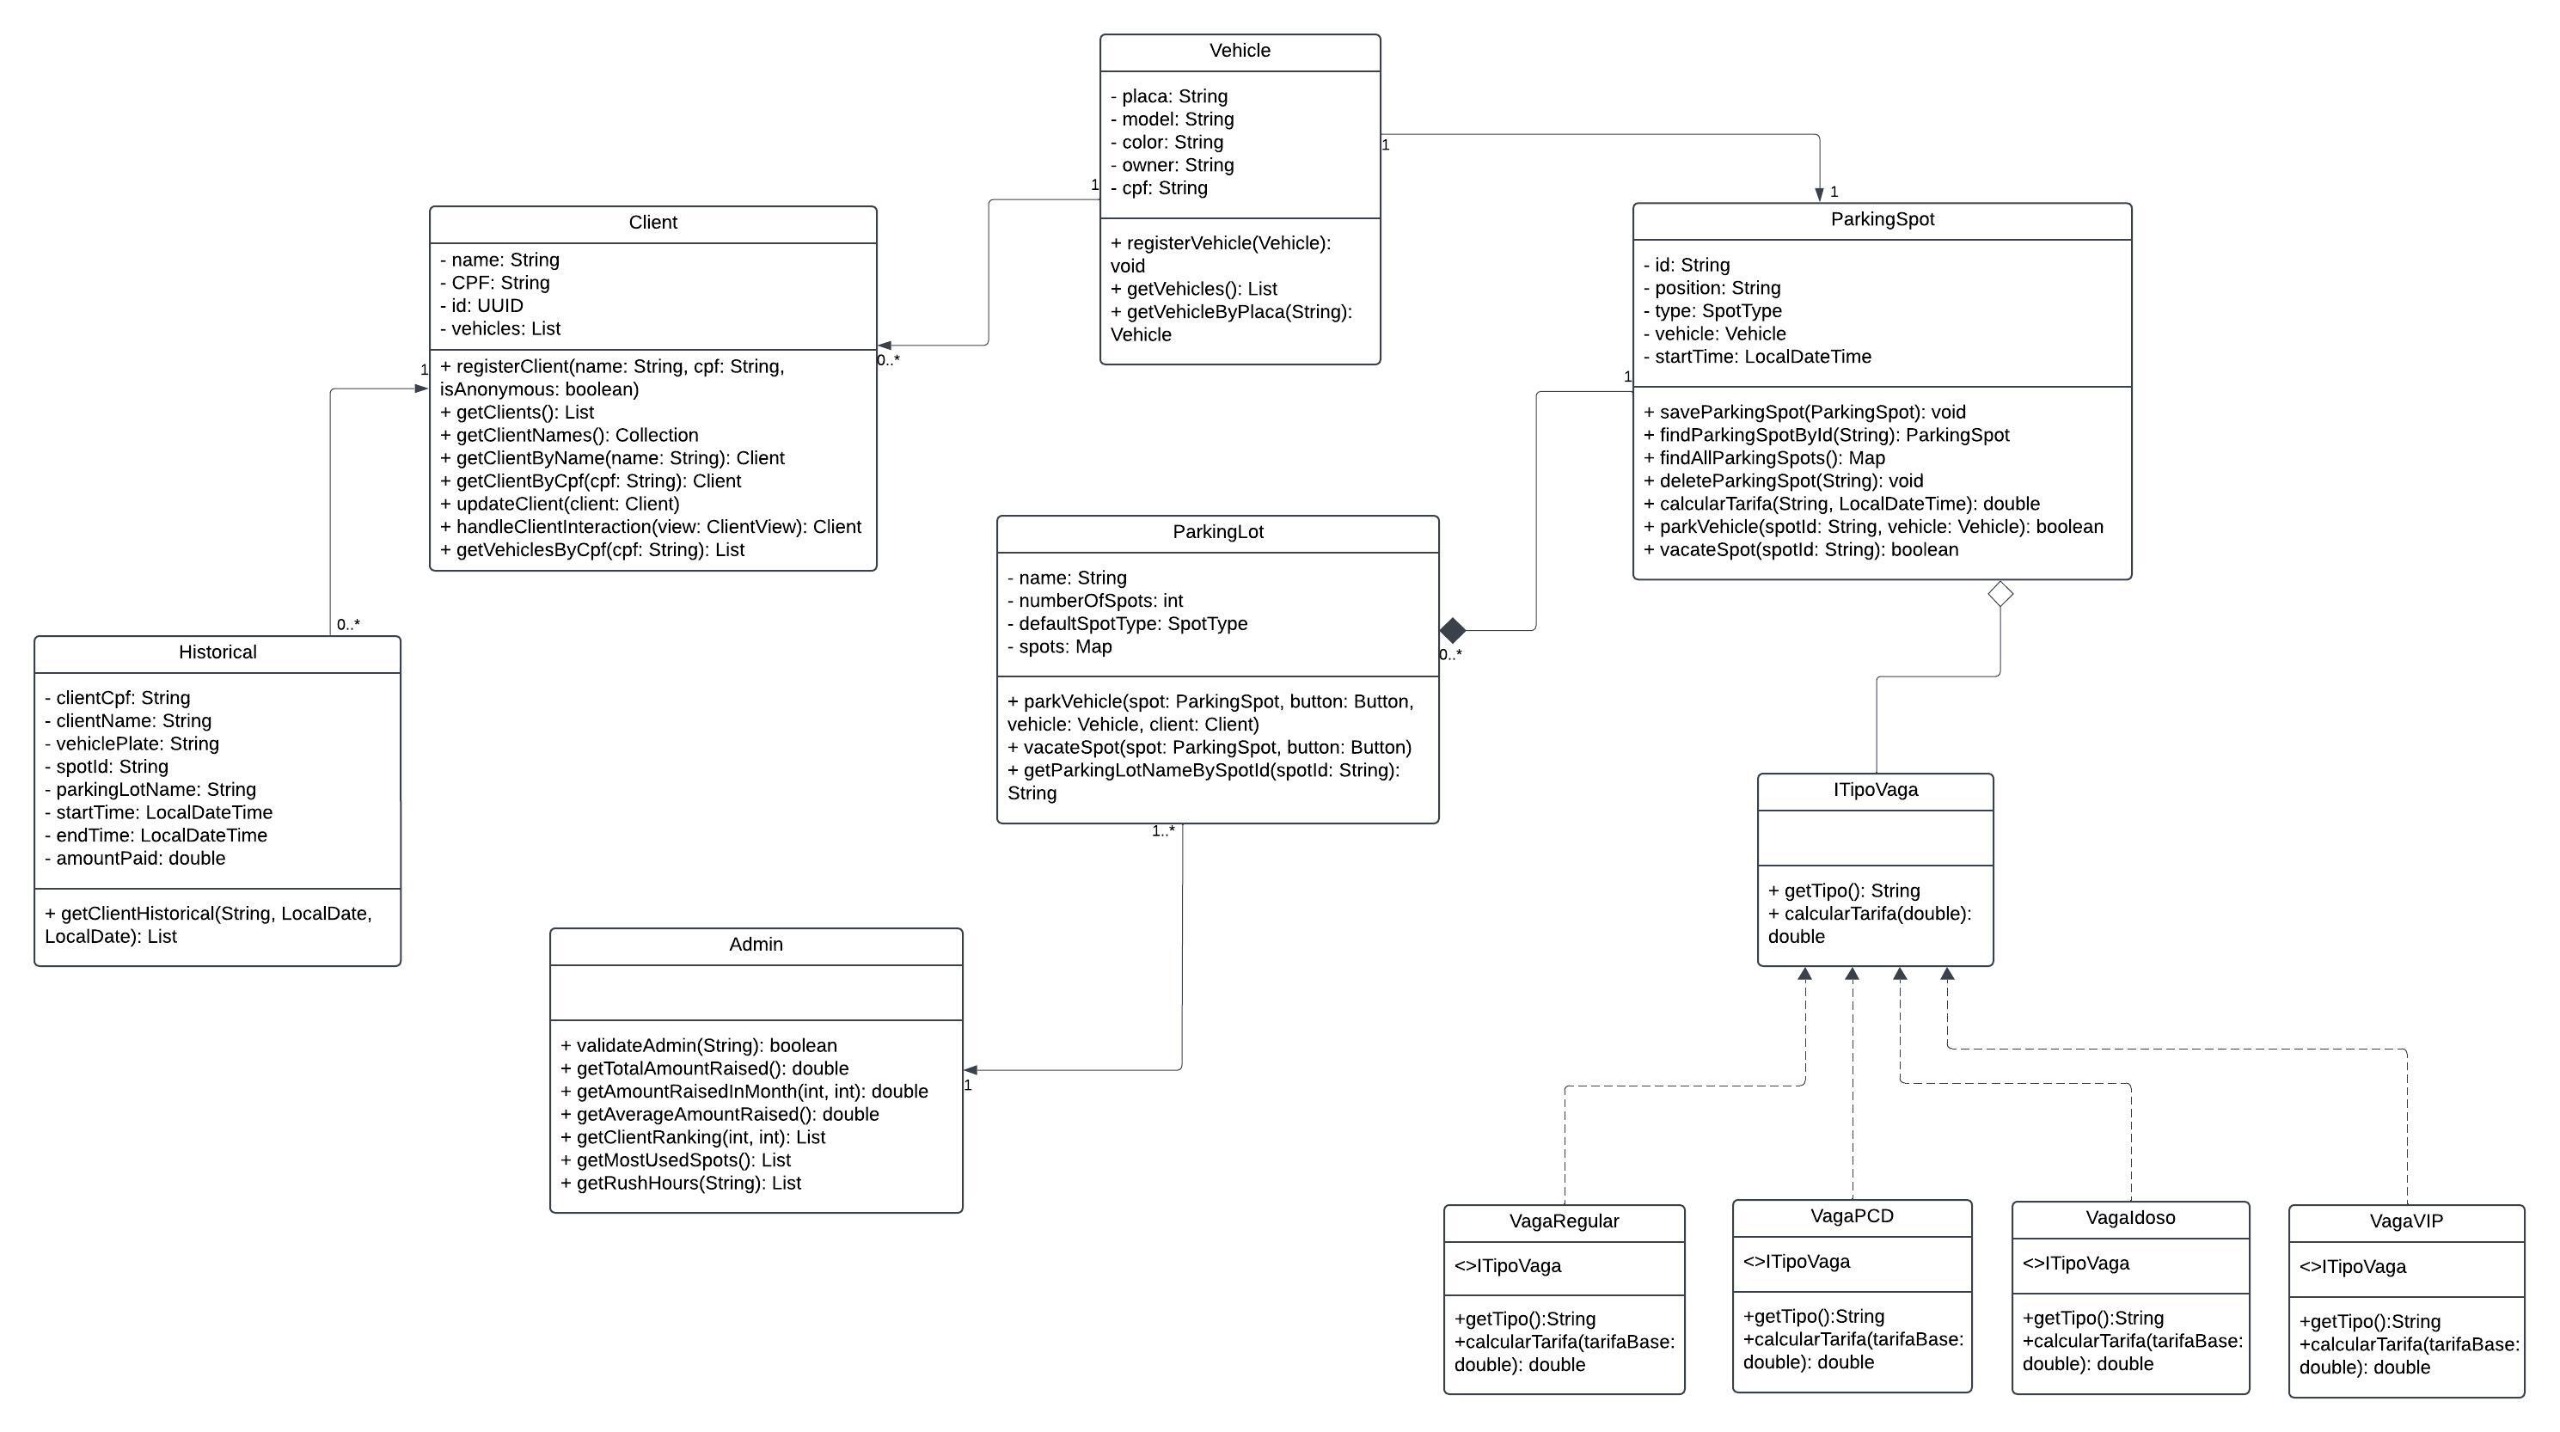 Vehicle
- placa: String
- model: String
- color: String
- owner: String
- cpf: String
+ registerVehicle(Vehicle):
void
+ getVehicles(): List
+ getVehicleByPlaca(String):
Vehicle
1
1
1
0..*
Client
- name: String
- CPF: String
- id: UUID
- vehicles: List
+ registerClient(name: String, cpf: String,
isAnonymous: boolean)
+ getClients(): List
+ getClientNames(): Collection
+ getClientByName(name: String): Client
+ getClientByCpf(cpf: String): Client
+ updateClient(client: Client)
+ handleClientInteraction(view: ClientView): Client
+ getVehiclesByCpf(cpf: String): List
1
0..*
ParkingSpot
- id: String
- position: String
- type: SpotType
- vehicle: Vehicle
- startTime: LocalDateTime
+ saveParkingSpot(ParkingSpot): void
+ findParkingSpotById(String): ParkingSpot
+ findAllParkingSpots(): Map
+ deleteParkingSpot(String): void
+ calcularTarifa(String, LocalDateTime): double
+ parkVehicle(spotId: String, vehicle: Vehicle): boolean
+ vacateSpot(spotId: String): boolean
1
0..*
ParkingLot
- name: String
- numberOfSpots: int
- defaultSpotType: SpotType
- spots: Map
+ parkVehicle(spot: ParkingSpot, button: Button,
vehicle: Vehicle, client: Client)
+ vacateSpot(spot: ParkingSpot, button: Button)
+ getParkingLotNameBySpotId(spotId: String):
String
1..*
1
Historical
- clientCpf: String
- clientName: String
- vehiclePlate: String
- spotId: String
- parkingLotName: String
- startTime: LocalDateTime
- endTime: LocalDateTime
- amountPaid: double
+ getClientHistorical(String, LocalDate,
LocalDate): List
Admin
+ validateAdmin(String): boolean
+ getTotalAmountRaised(): double
+ getAmountRaisedInMonth(int, int): double
+ getAverageAmountRaised(): double
+ getClientRanking(int, int): List
+ getMostUsedSpots(): List
+ getRushHours(String): List
ITipoVaga
+ getTipo(): String
+ calcularTarifa(double):
double
VagaRegular
<>ITipoVaga
+getTipo():String
+calcularTarifa(tarifaBase:
double): double
VagaPCD
<>ITipoVaga
+getTipo():String
+calcularTarifa(tarifaBase:
double): double
VagaIdoso
<>ITipoVaga
+getTipo():String
+calcularTarifa(tarifaBase:
double): double
VagaVIP
<>ITipoVaga
+getTipo():String
+calcularTarifa(tarifaBase:
double): double